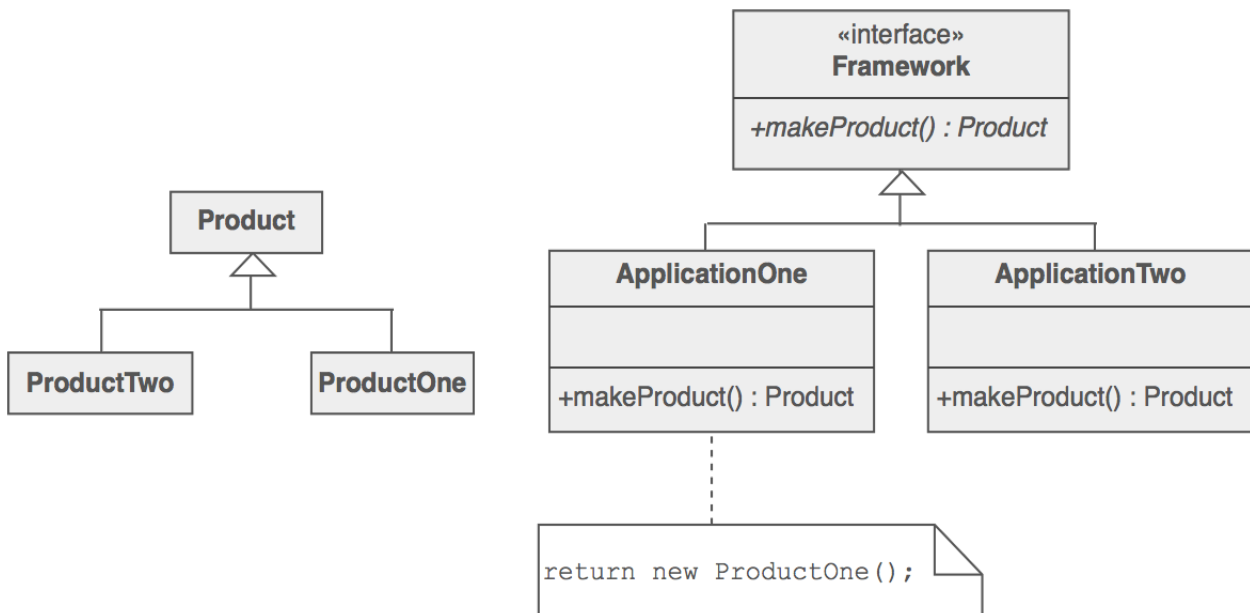 «interface»
Framework
+makeProduct() : Product
Product
ProductTwo
ProductOne
ApplicationOne
+makeProduct() : Product
ApplicationTwo
+makeProduct() : Product
return new ProductOne();